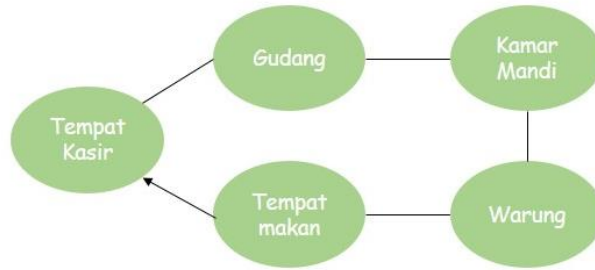 Gudang
Kamar
Mandi
Tempat
Kasir
Tempat
makan
Warung